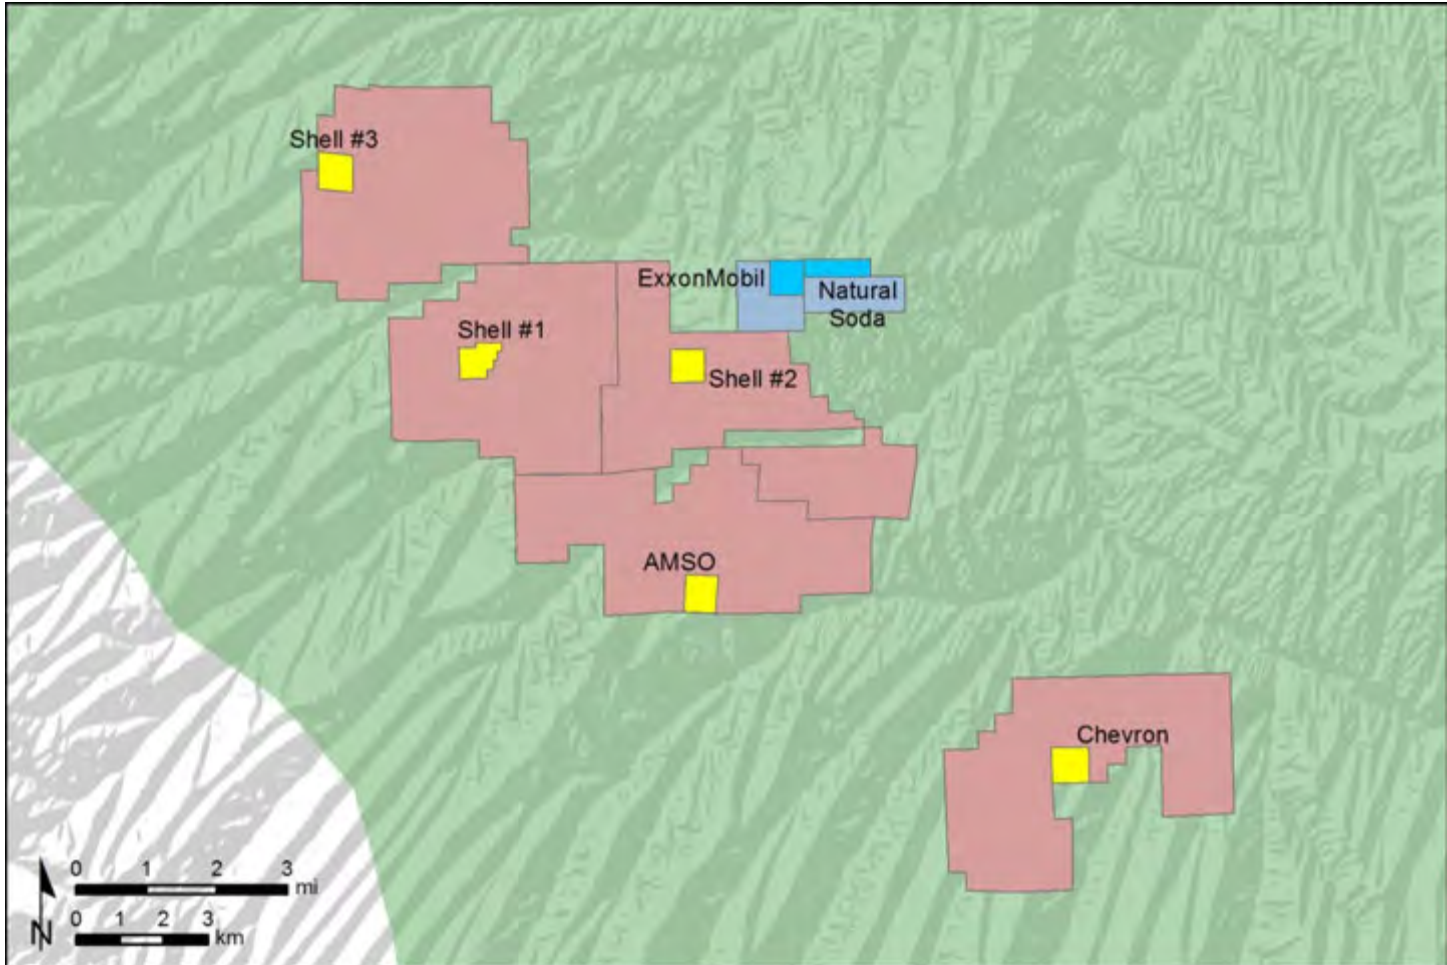 Shell #3
ExxonMobil
Natural
Soda
Shell #1
Shell #2
AMSO
Chevron
0 1 2 3
mi
0 1 2 3
km
N